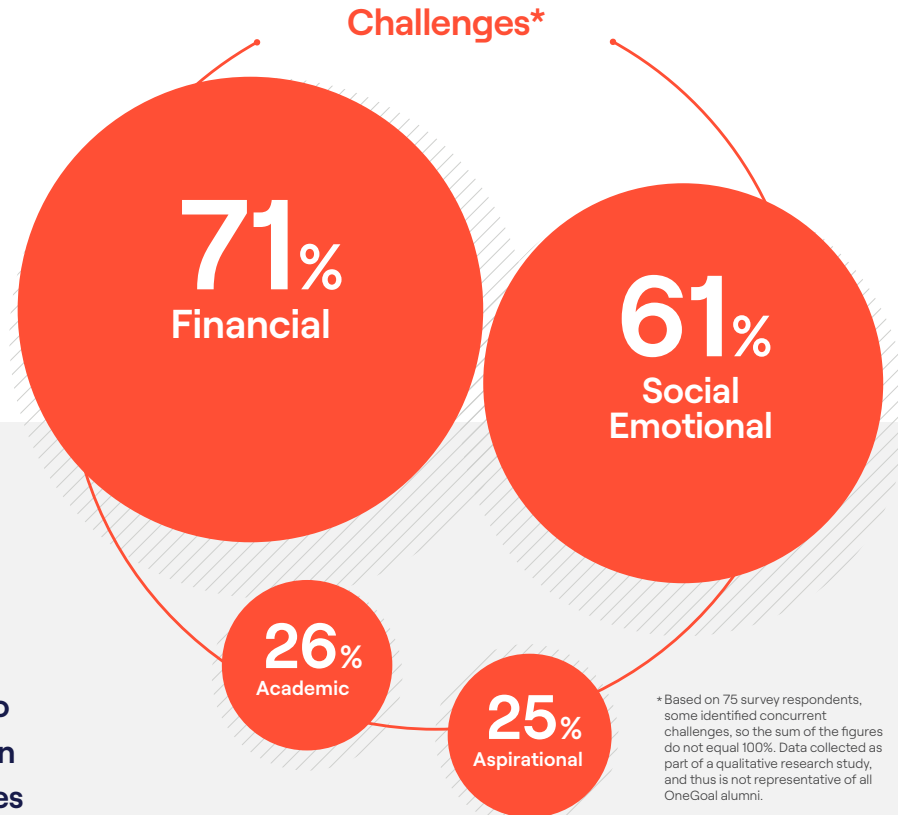 Challenges*
71%
Financial
61%
Social
Emotional
26%
Academic
25%
Aspirational
* Based on 75 survey respondents,
some identified concurrent
challenges, so the sum of the figures
do not equal 100%. Data collected as
part of a qualitative research study,
and thus is not representative of all
OneGoal alumni.